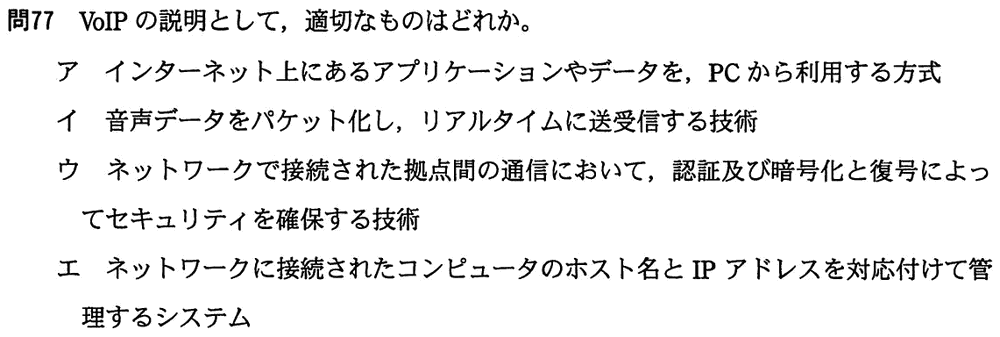 問77 VoIP の説明として，適切なものはどれか。
ア インターネット上にあるアプリケーションやデータを，PC から利用する方式
イ 音声データをパケット化し，リアルタイムに送受信する技術
ウ ネットワークで接続された拠点間の通信において，認証及び暗号化と復号によっ
てセキュリティを確保する技術
エ ネットワークに接続されたコンピュータのホスト名と IP アドレスを対応付けて管
理するシステム